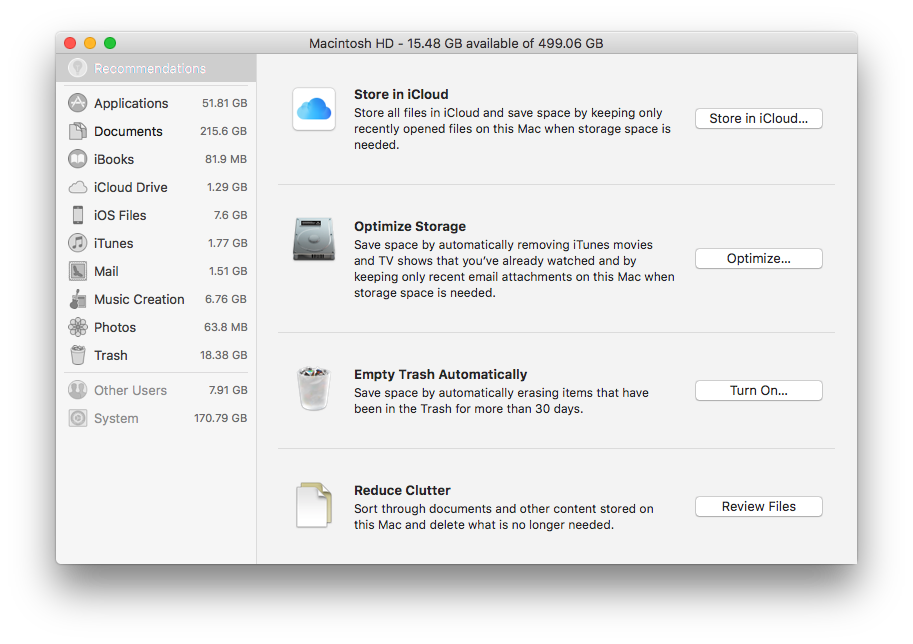 Macintosh HD - 15.48 GB available of 499.06 GB
Recommendations
Applications 51.81 GB
Documents 215.6 GB
iBooks 81.9 MB
iCloud Drive 1.29 GB
iOS Files 7.6 GB
iTunes 1.77 GB
Mail 1.51 GB
Music Creation 6.76 GB
Photos 63.8 MB
Trash 18.38 GB
Other Users 7.91 GB
System 170.79 GB
Store in iCloud
Store all files in iCloud and save space by keeping only
recently opened files on this Mac when storage space is
needed.
Store in iCloud...
Optimize Storage
Save space by automatically removing iTunes movies
and TV shows that you've already watched and by
keeping only recent email attachments on this Mac when
storage space is needed.
Optimize...
Empty Trash Automatically
Save space by automatically erasing items that have
been in the Trash for more than 30 days.
Turn On...
Reduce Clutter
Sort through documents and other content stored on
this Mac and delete what is no longer needed.
Review Files